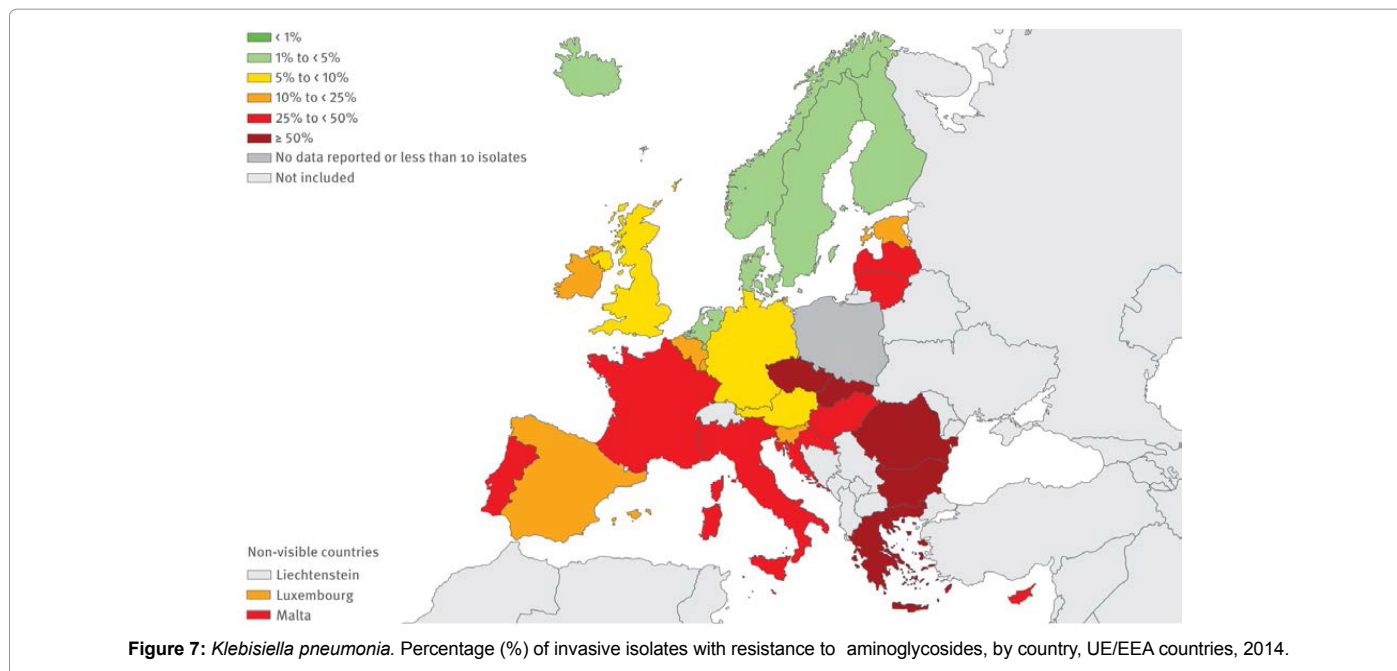 < 1%
1% to < 5%
5% to < 10%
10% to < 25%
25% to < 50%
≥ 50%
No data reported or less than 10 isolates
Not included
Non-visible countries
Liechtenstein
Luxembourg
Malta
Figure 7: Klebisiella pneumonia. Percentage (%) of invasive isolates with resistance to aminoglycosides, by country, UE/EEA countries, 2014.